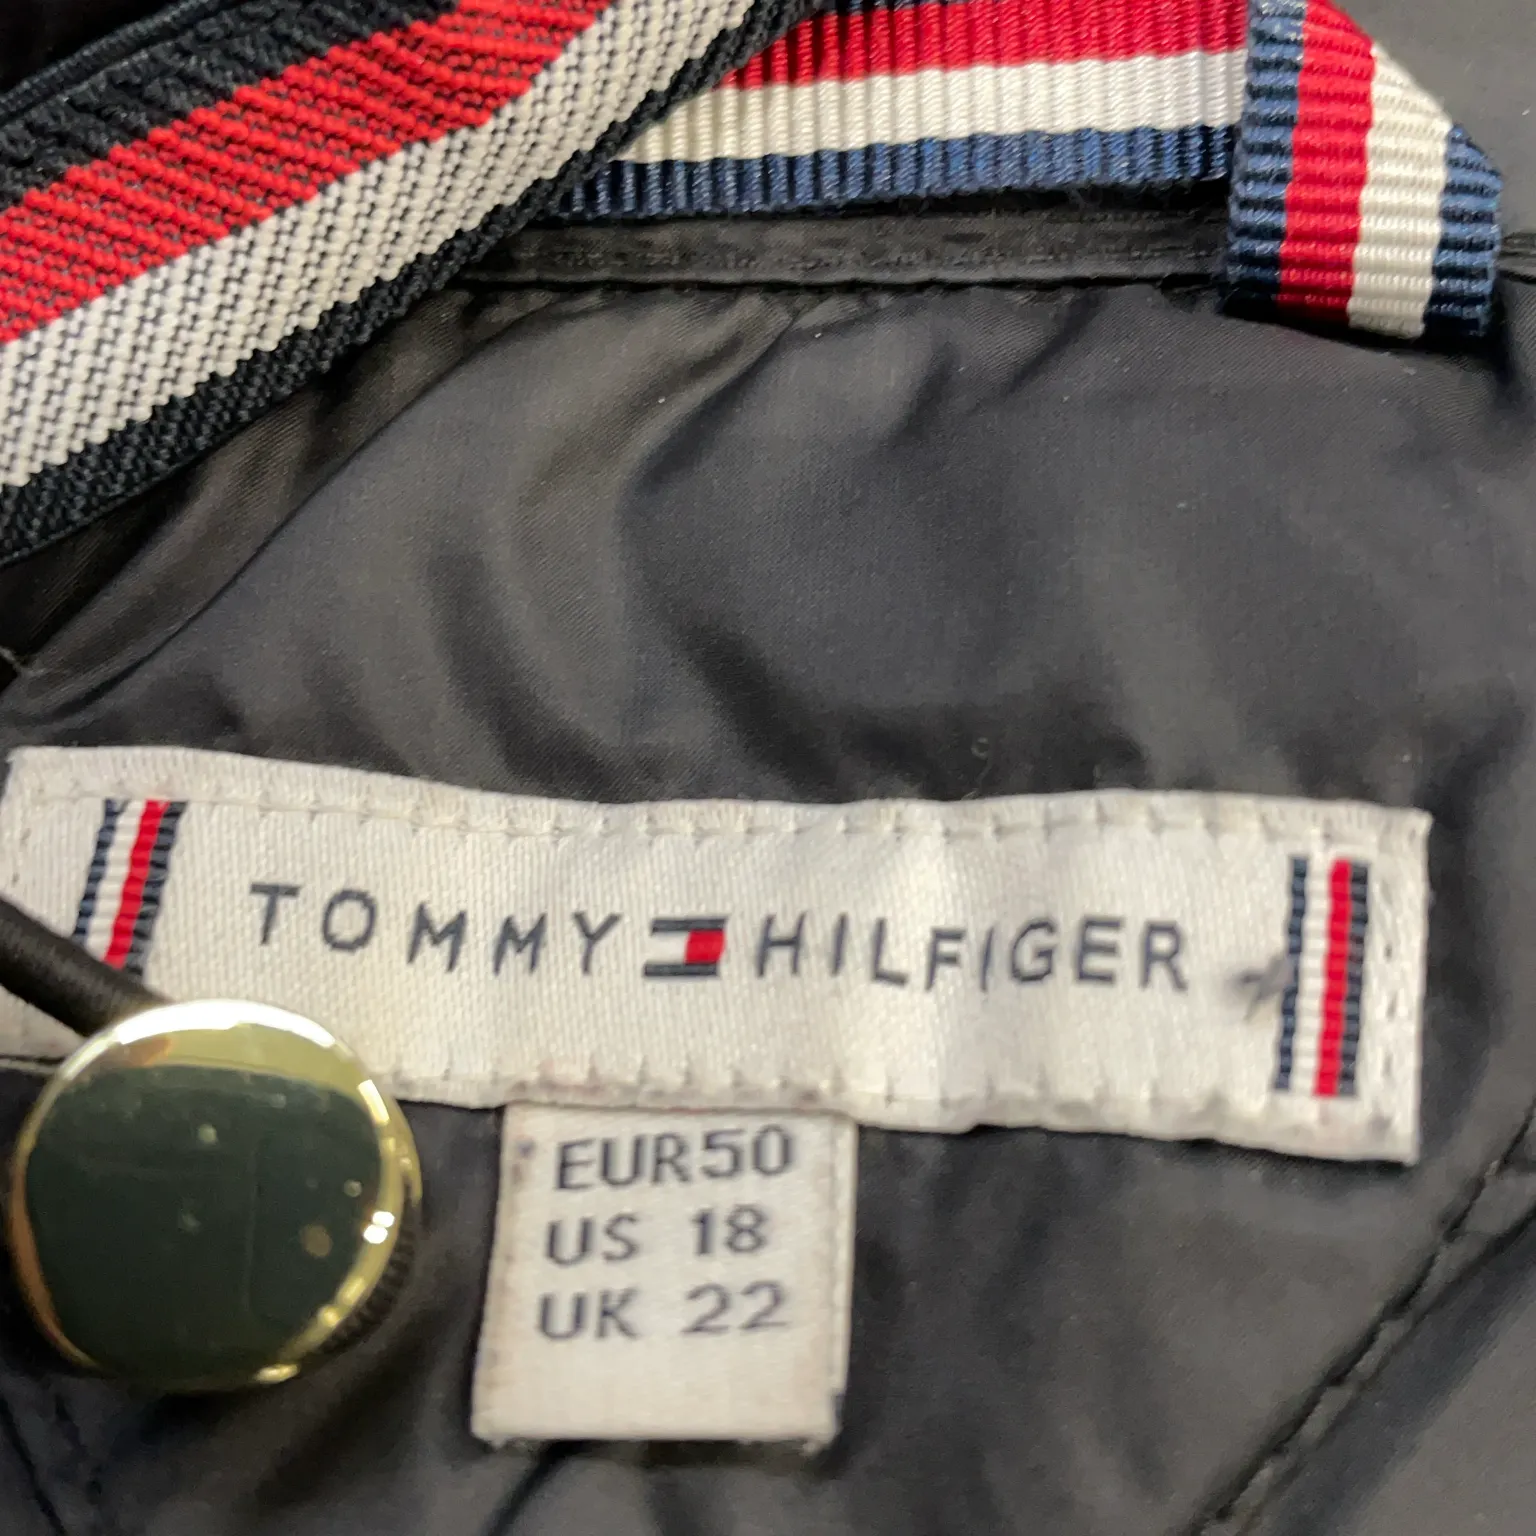 TOMMY HILFIGER
EUR50
US 18
UK 22